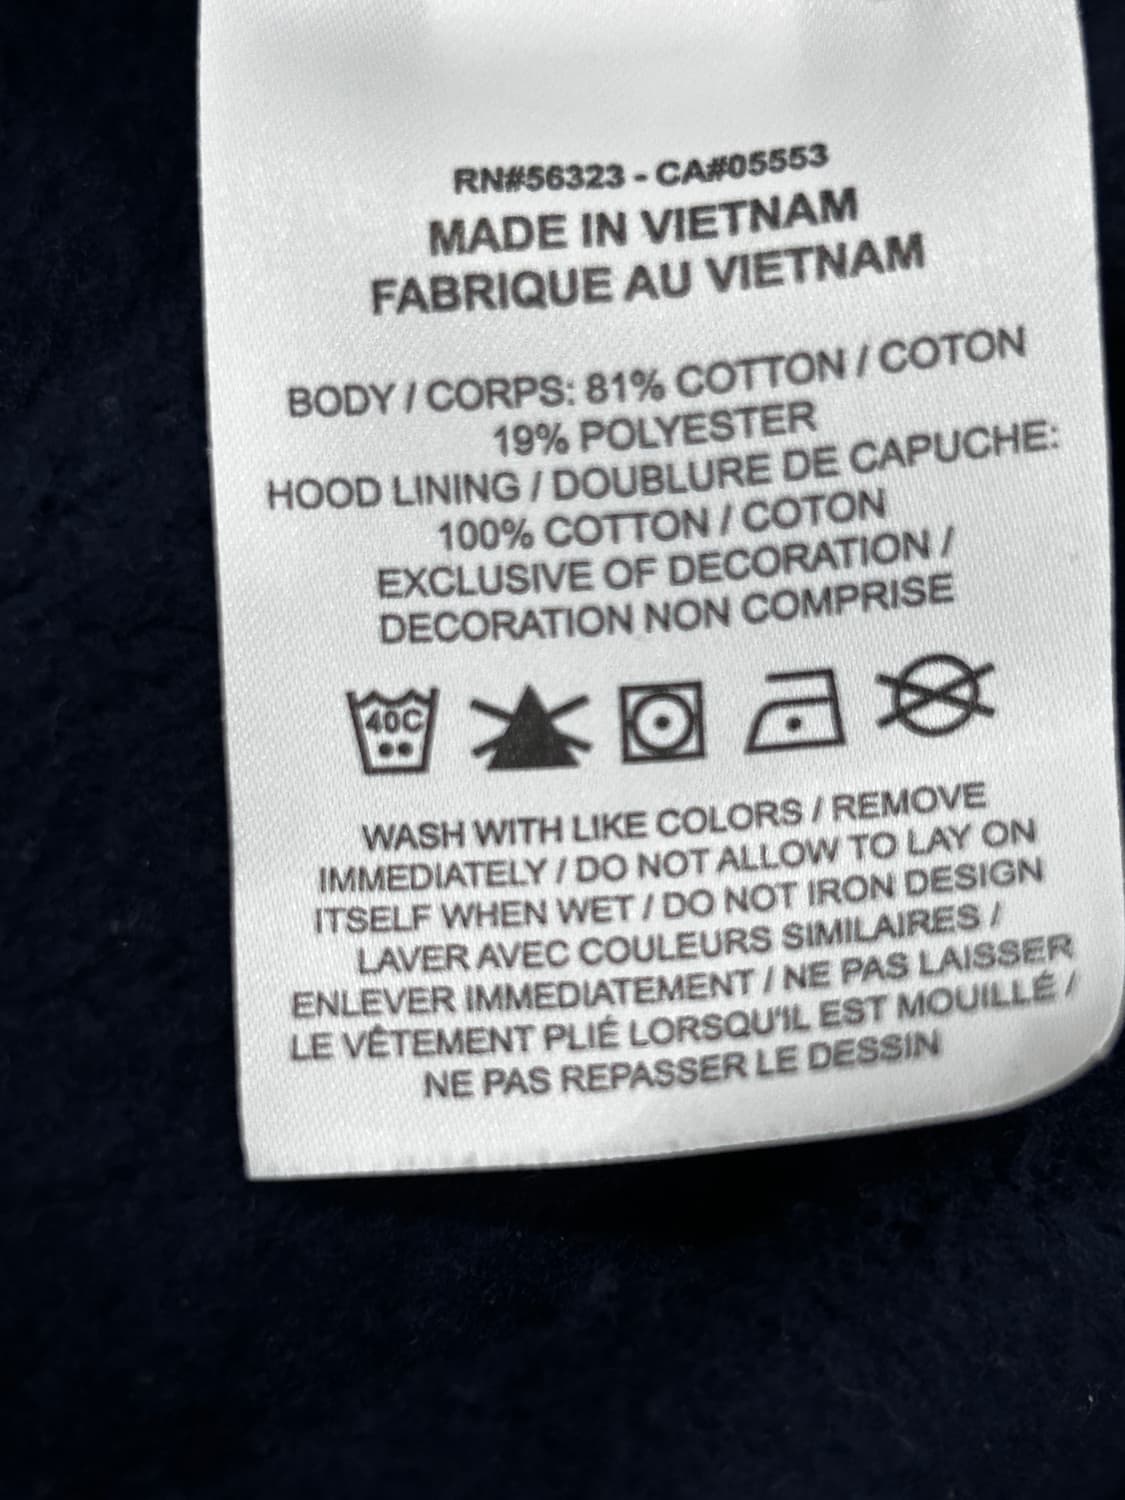 RN#56323 - CA#05553
MADE IN VIETNAM
FABRIQUE AU VIETNAM
BODY / CORPS: 81% COTTON / COTON
19% POLYESTER
HOOD LINING / DOUBLURE DE CAPUCHE:
100% COTTON / COTON
EXCLUSIVE OF DECORATION /
DECORATION NON COMPRISE
40C
WASH WITH LIKE COLORS / REMOVE
IMMEDIATELY / DO NOT ALLOW TO LAY ON
ITSELF WHEN WET / DO NOT IRON DESIGN
LAVER AVEC COULEURS SIMILAIRES /
ENLEVER IMMEDIATEMENT / NE PAS LAISSER
LE VÊTEMENT PLIÉ LORSQU'IL EST MOUILLÉ /
NE PAS REPASSER LE DESSIN